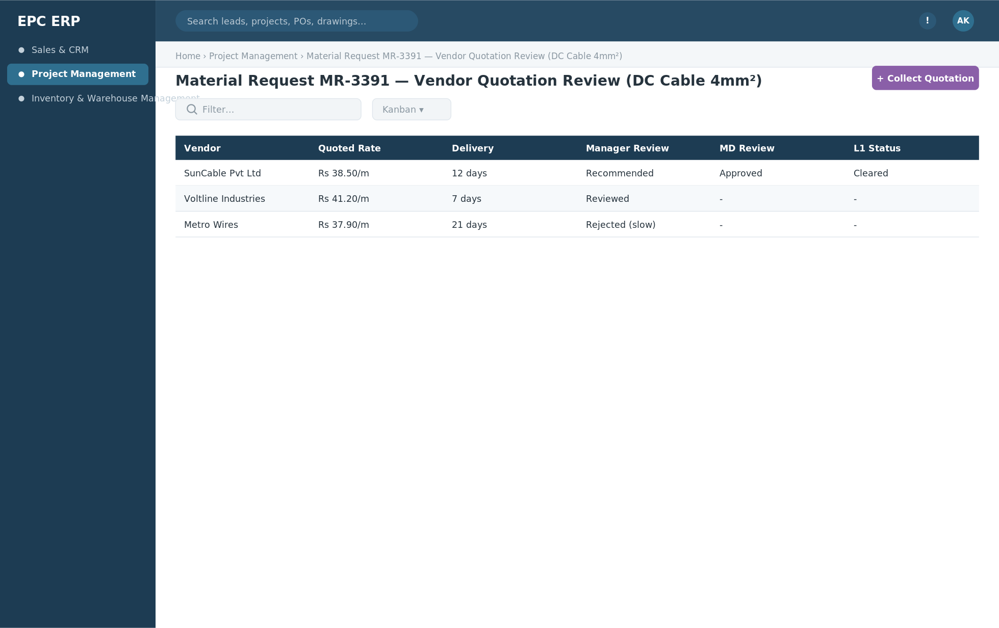 EPC ERP
Search leads, projects, POs, drawings...
!
AK
Sales & CRM
Project Management
Inventory & Warehouse Management
Home › Project Management › Material Request MR-3391 — Vendor Quotation Review (DC Cable 4mm²)
Material Request MR-3391 — Vendor Quotation Review (DC Cable 4mm²)
+ Collect Quotation
Filter...
Kanban ▾
Vendor Quoted Rate Delivery Manager Review MD Review L1 Status
SunCable Pvt Ltd Rs 38.50/m 12 days Recommended Approved Cleared
Voltline Industries Rs 41.20/m 7 days Reviewed - -
Metro Wires Rs 37.90/m 21 days Rejected (slow) - -